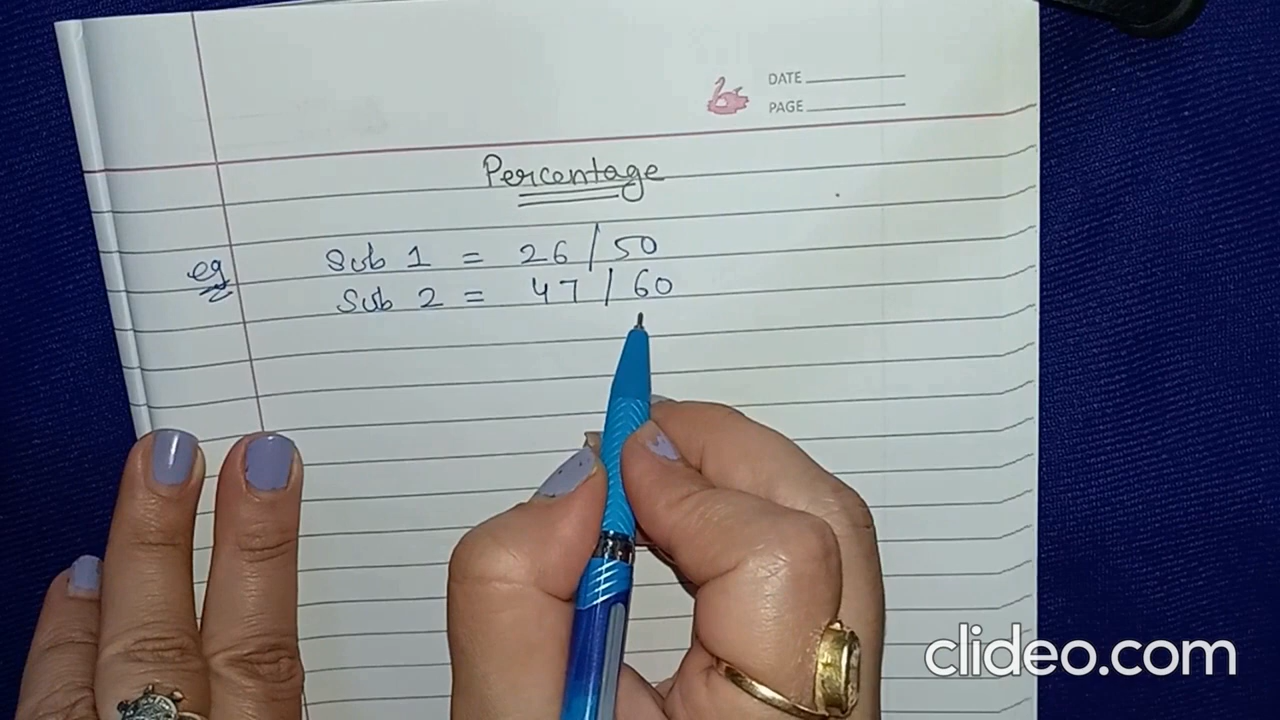 DATE
PAGE
Percentage
eg Sub 1 = 26/50
Sub 2 = 47/60
clideo.com